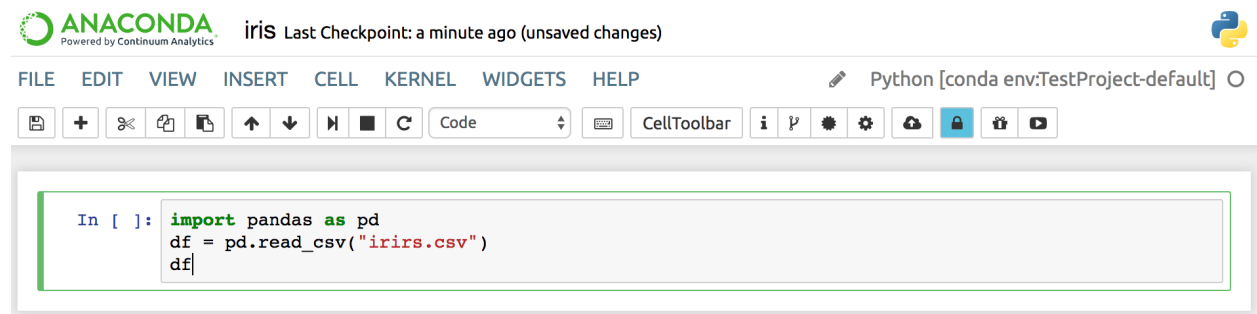 ANACONDA
Powered by Continuum Analytics
iris Last Checkpoint: a minute ago (unsaved changes)
FILE EDIT VIEW INSERT CELL KERNEL WIDGETS HELP Python [conda env:TestProject-default]
Code CellToolbar
In [ ]: import pandas as pd
df = pd.read_csv("irirs.csv")
df